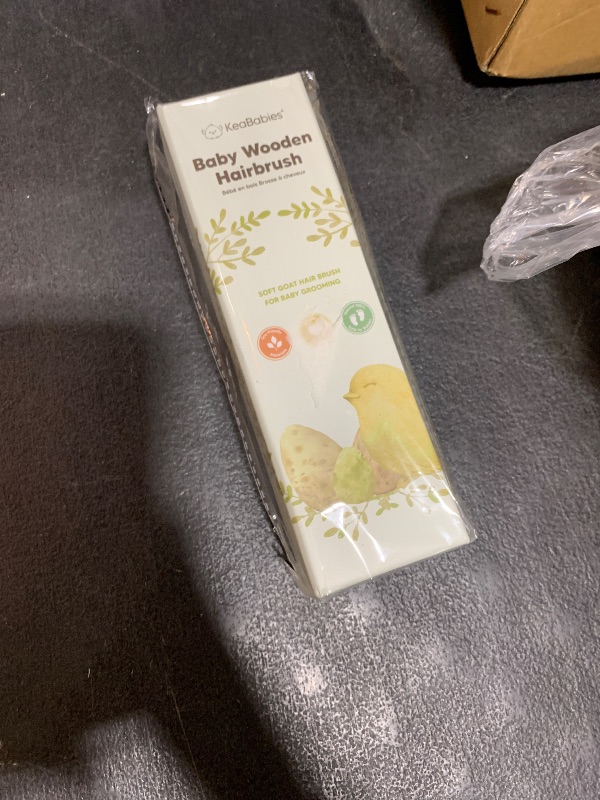 KeaBabies
Baby Wooden
Hairbrush
Bébé en bois Brosse à cheveux
SOFT GOAT HAIR BRUSH
FOR BABY GROOMING